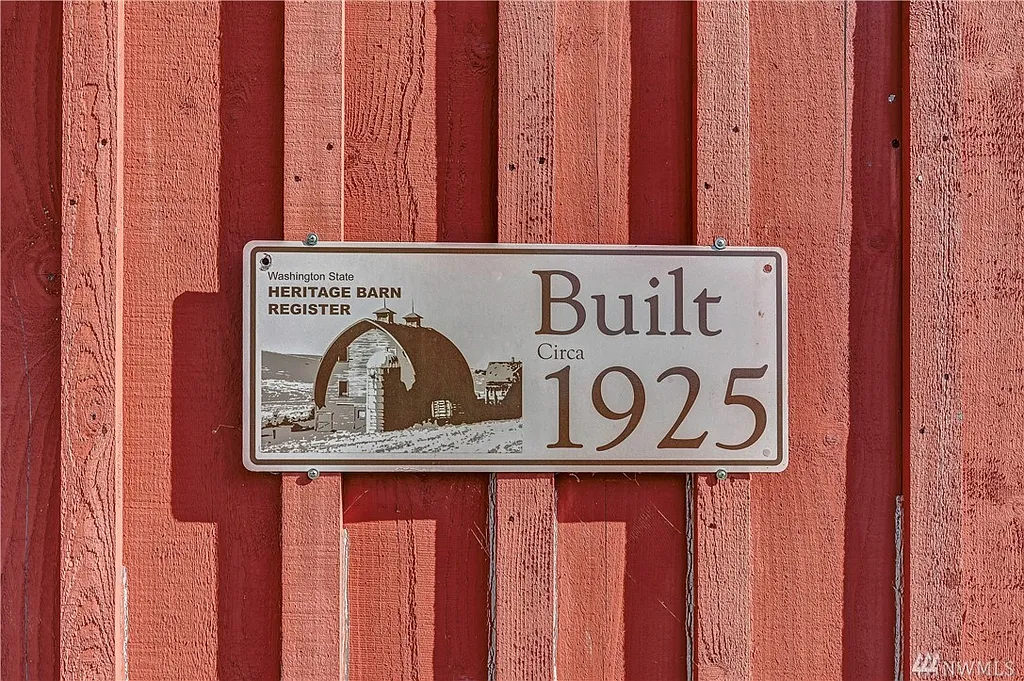 Washington State
HERITAGE BARN
REGISTER
Built
Circa
1925
NWMLS